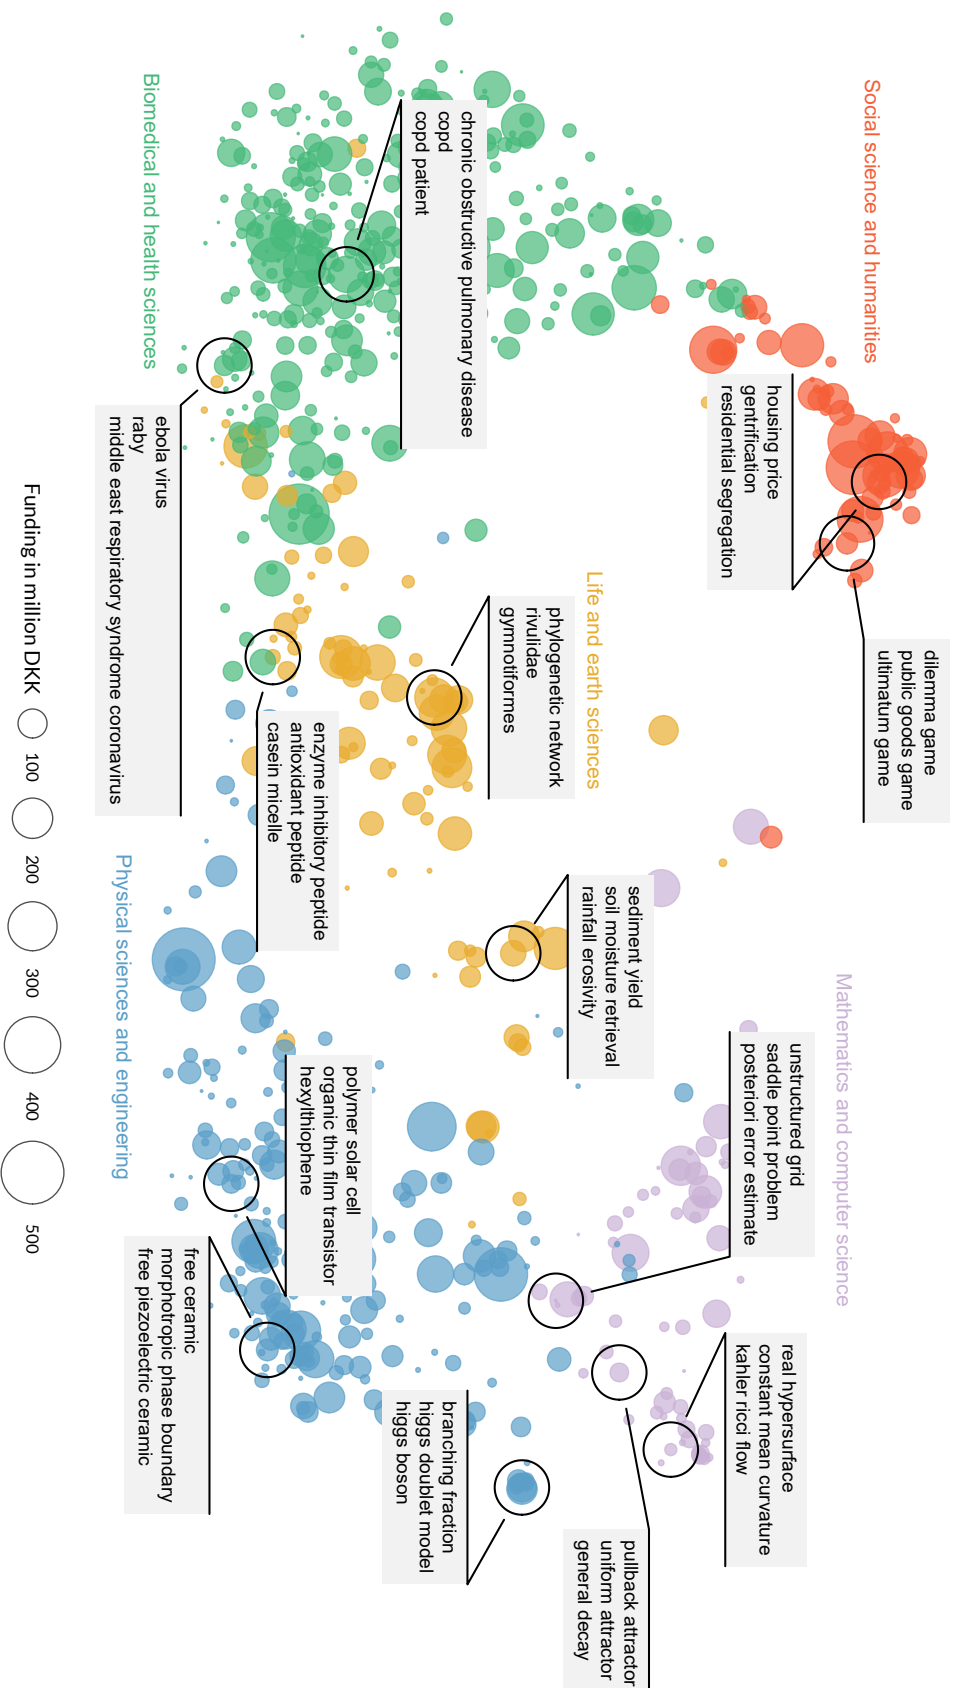 Social science and humanities
Biomedical and health sciences
Life and earth sciences
Mathematics and computer science
Physical sciences and engineering
dilemma game
public goods game
ultimatum game
housing price
gentrification
residential segregation
chronic obstructive pulmonary disease
copd
copd patient
ebola virus
raby
middle east respiratory syndrome coronavirus
phylogenetic network
rivulidae
gymnotiformes
enzyme inhibitory peptide
antioxidant peptide
casein micelle
sediment yield
soil moisture retrieval
rainfall erosivity
unstructured grid
saddle point problem
posteriori error estimate
real hypersurface
constant mean curvature
kahler ricci flow
pullback attractor
uniform attractor
general decay
polymer solar cell
organic thin film transistor
hexylthiophene
branching fraction
higgs doublet model
higgs boson
free ceramic
morphotropic phase boundary
free piezoelectric ceramic
Funding in million DKK 100 200 300 400 500